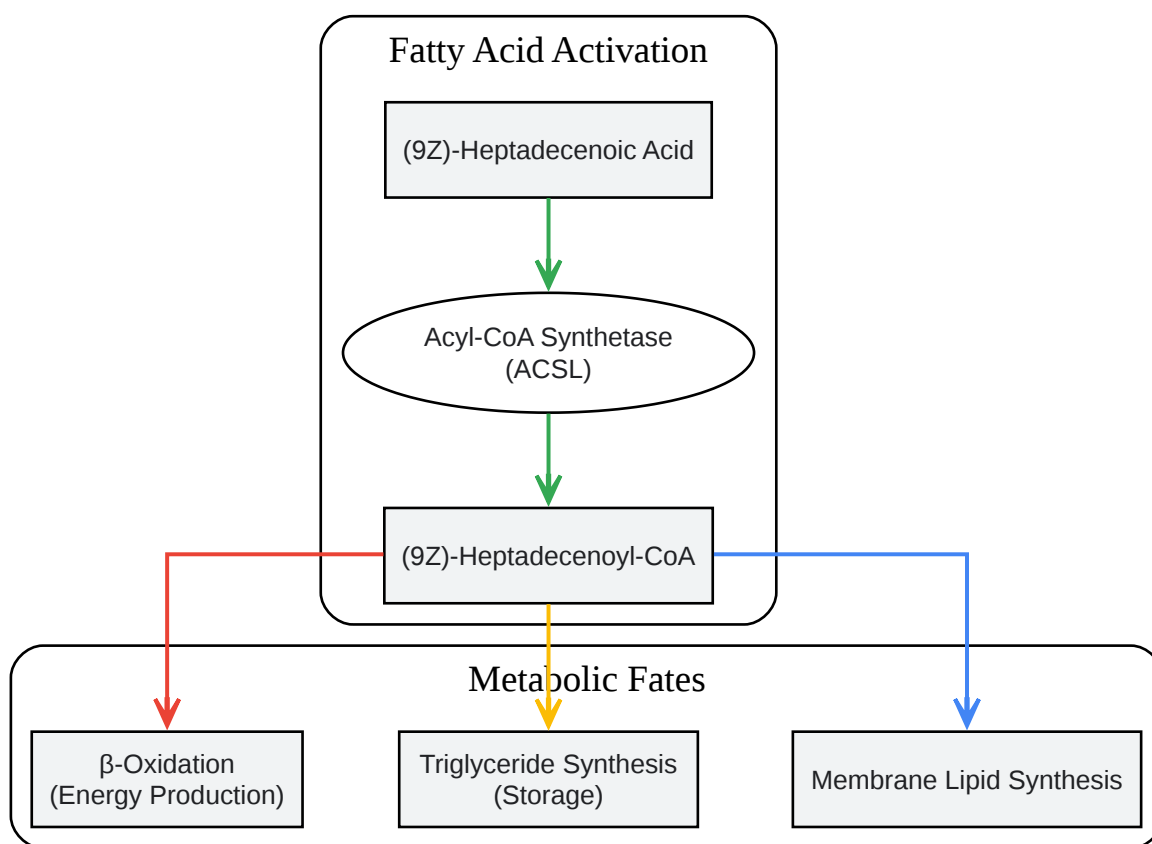 Fatty Acid Activation
(9Z)-Heptadecenoic Acid
Acyl-CoA Synthetase
(ACSL)
(9Z)-Heptadecenoyl-CoA
Metabolic Fates
β-Oxidation
(Energy Production)
Triglyceride Synthesis
(Storage)
Membrane Lipid Synthesis